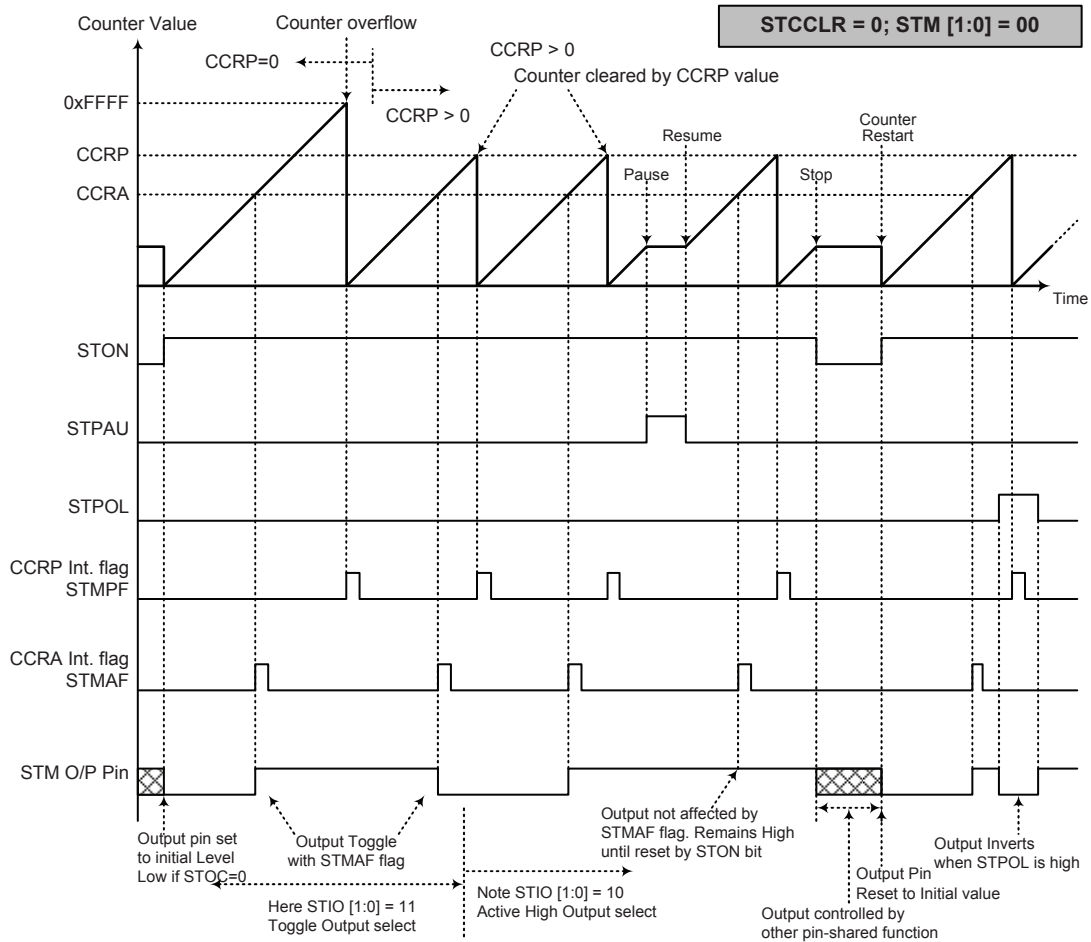 Counter Value
Counter overflow
STCCLR = 0; STM [1:0] = 00
CCRP=0
CCRP > 0
CCRP > 0
Counter cleared by CCRP value
0xFFFF
CCRP
CCRA
Pause
Resume
Stop
Counter
Restart
Time
STON
STPAU
STPOL
CCRP Int. flag
STMPF
CCRA Int. flag
STMAF
STM O/P Pin
Output pin set
to initial Level
Low if STOC=0
Output Toggle
with STMAF flag
Here STIO [1:0] = 11
Toggle Output select
Note STIO [1:0] = 10
Active High Output select
Output not affected by
STMAF flag. Remains High
until reset by STON bit
Output Pin
Reset to Initial value
Output controlled by
other pin-shared function
Output Inverts
when STPOL is high